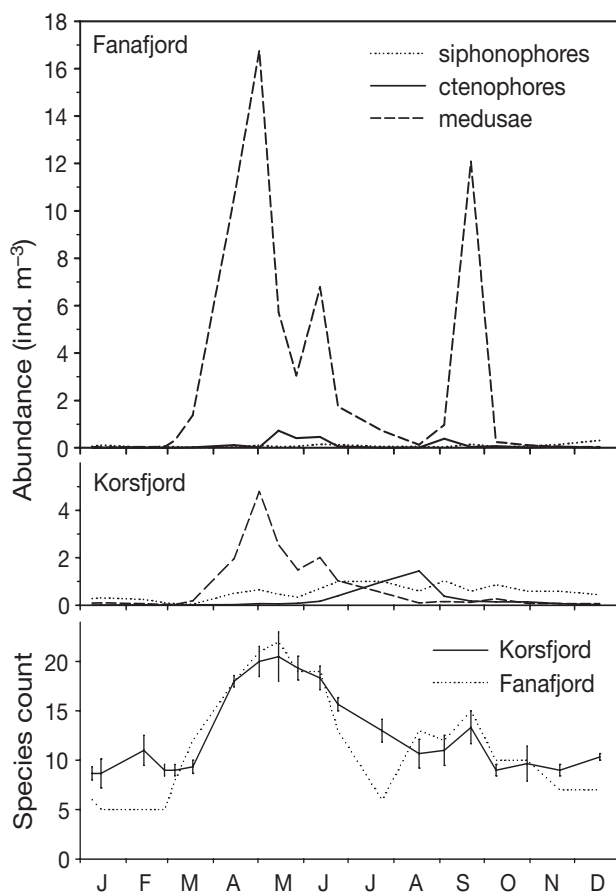 Fanafjord
siphonophores
ctenophores
medusae
18
16
14
12
10
8
6
4
2
0
Abundance (ind. m⁻³)
Korsfjord
4
2
0
Korsfjord
Fanafjord
20
15
10
5
0
Species count
J F M A M J J A S O N D